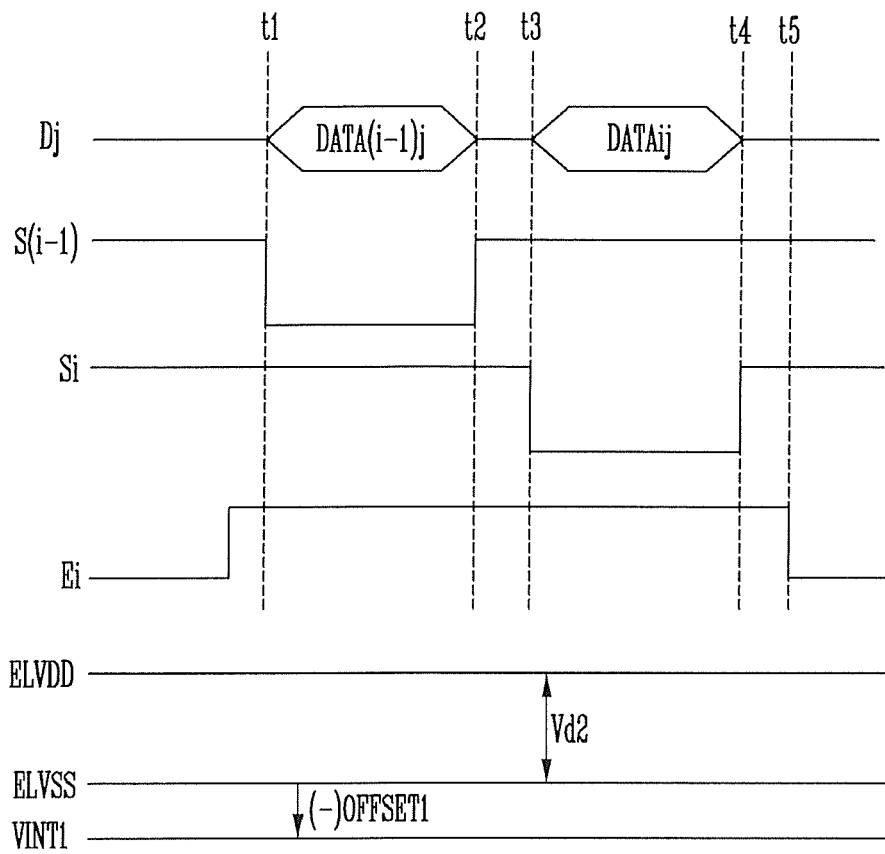 t1 t2 t3 t4 t5
Dj DATA(i-1)j DATAij
S(i-1)
Si
Ei
ELVDD
Vd2
ELVSS
(-)OFFSET1
VINT1